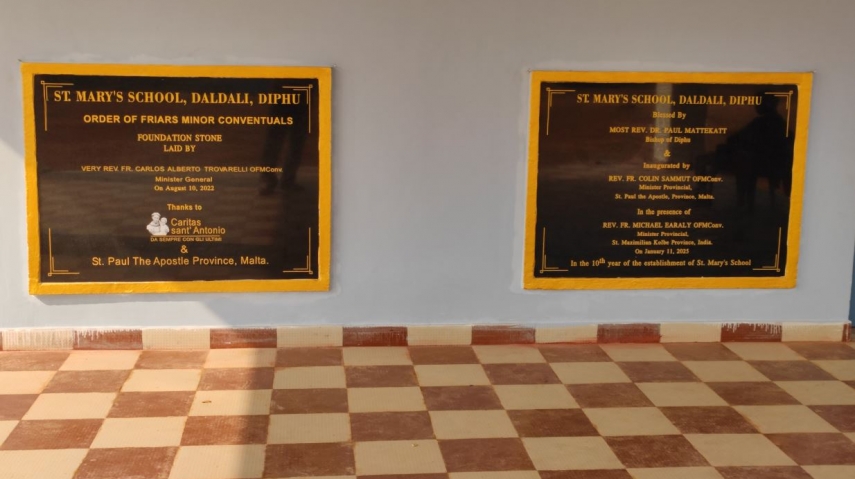 ST. MARY'S SCHOOL, DALDALI, DIPHU
ORDER OF FRIARS MINOR CONVENTUALS
FOUNDATION STONE
LAID BY
VERY REV. FR. CARLOS ALBERTO TROVARELLI OFMConv.
Minister General
On August 10, 2022
Thanks to
Caritas
sant' Antonio
DA SEMPRE CON GLI ULTIMI
&
St. Paul The Apostle Province, Malta.
ST. MARY'S SCHOOL, DALDALI, DIPHU
Blessed By
MOST REV. DR. PAUL MATTEKATT
Bishop of Diphu
&
Inaugurated by
REV. FR. COLIN SAMMUT OFMConv.
Minister Provincial,
St. Paul the Apostle, Province, Malta.
In the presence of
REV. FR. MICHAEL EARALY OFMConv.
Minister Provincial,
St. Maximilian Kolbe Province, India.
On January 11, 2025
In the 10th year of the establishment of St. Mary's School